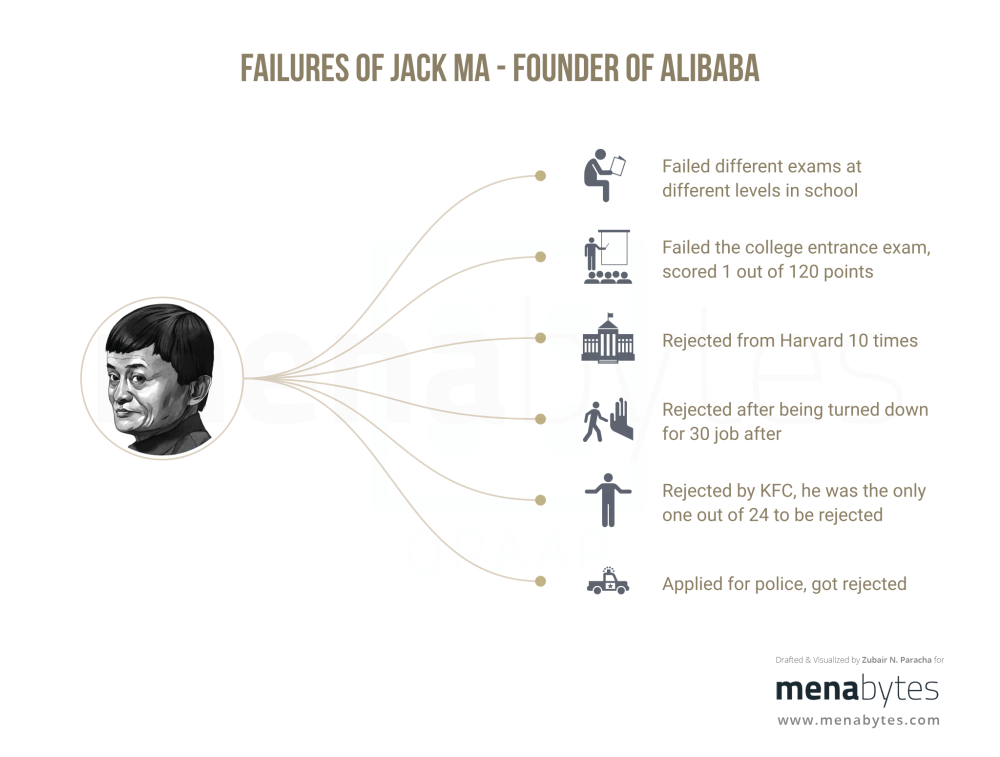 FAILURES OF JACK MA - FOUNDER OF ALIBABA
Failed different exams at
different levels in school
Failed the college entrance exam,
scored 1 out of 120 points
Rejected from Harvard 10 times
Rejected after being turned down
for 30 job after
Rejected by KFC, he was the only
one out of 24 to be rejected
Applied for police, got rejected
menabytes
Drafted & Visualized by Zubair N. Paracha for
menabytes
www.menabytes.com